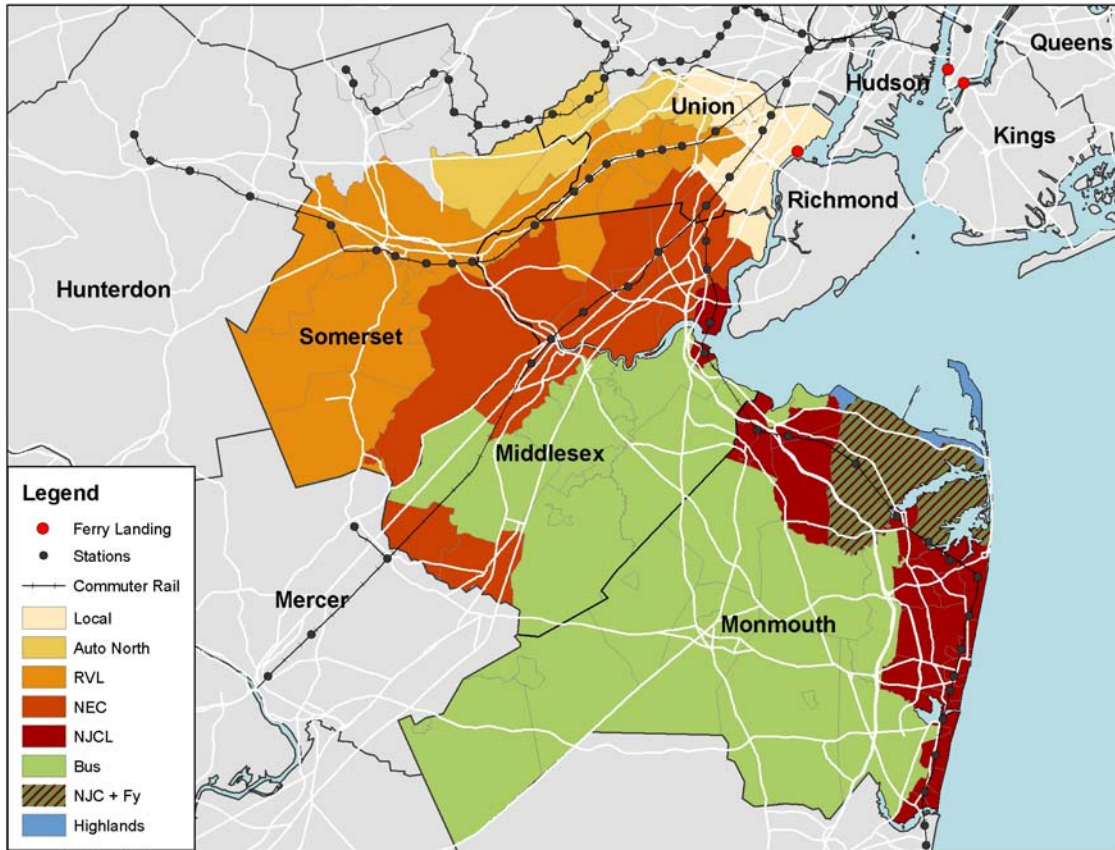 Queens
Hudson
Union
Kings
Richmond
Hunterdon
Somerset
Middlesex
Mercer
Monmouth
Legend
Ferry Landing
Stations
Commuter Rail
Local
Auto North
RVL
NEC
NJCL
Bus
NJC + Fy
Highlands